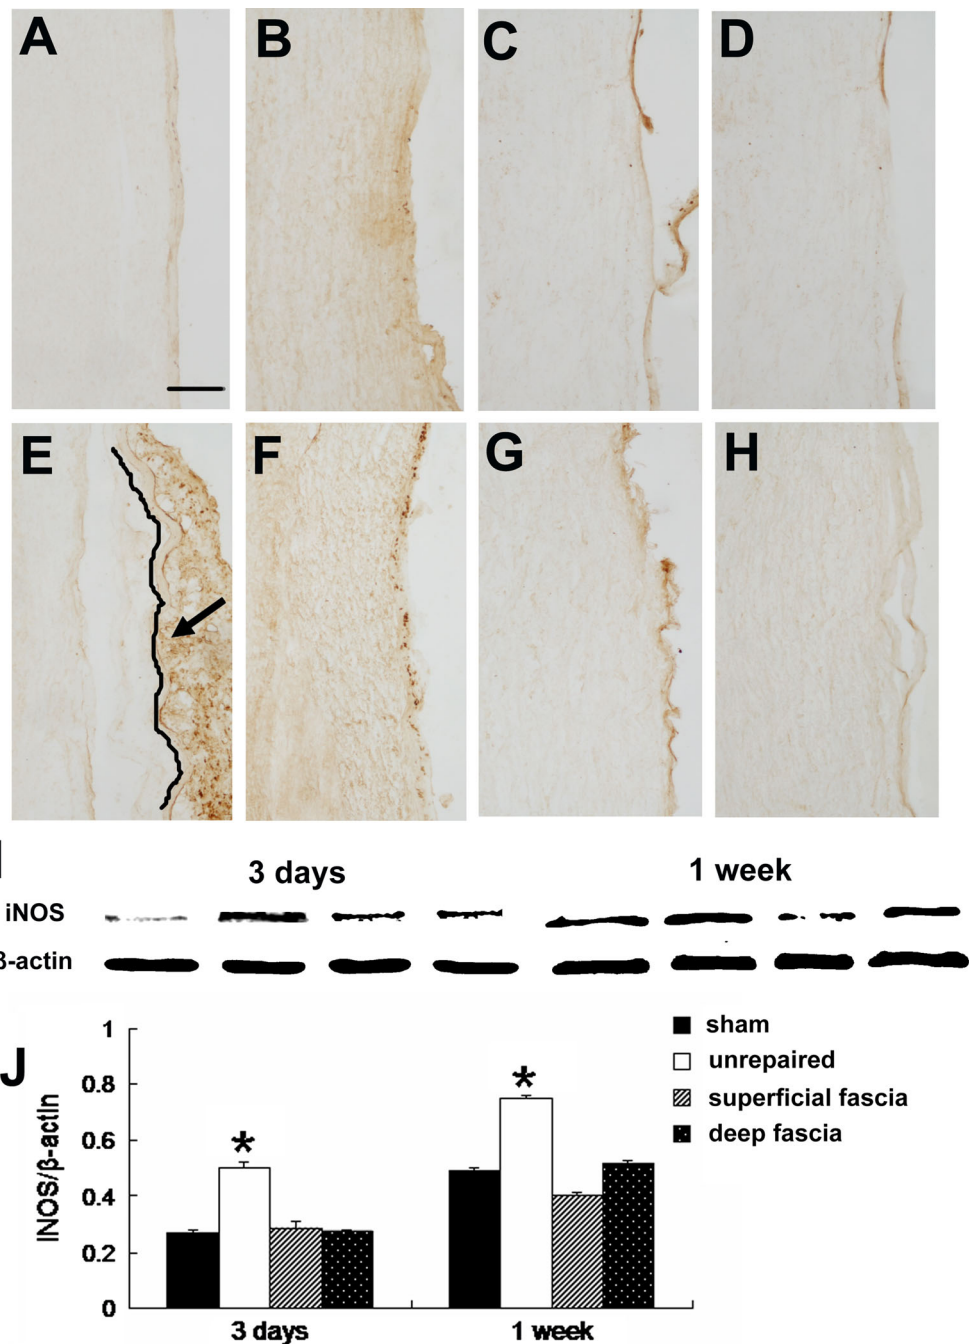 A B C D
E F G H
I
3 days 1 week
iNOS
β-actin
J
iNOS/β-actin
1
0.8
0.6
0.4
0.2
0
* *
3 days 1 week
sham
unrepaired
superficial fascia
deep fascia